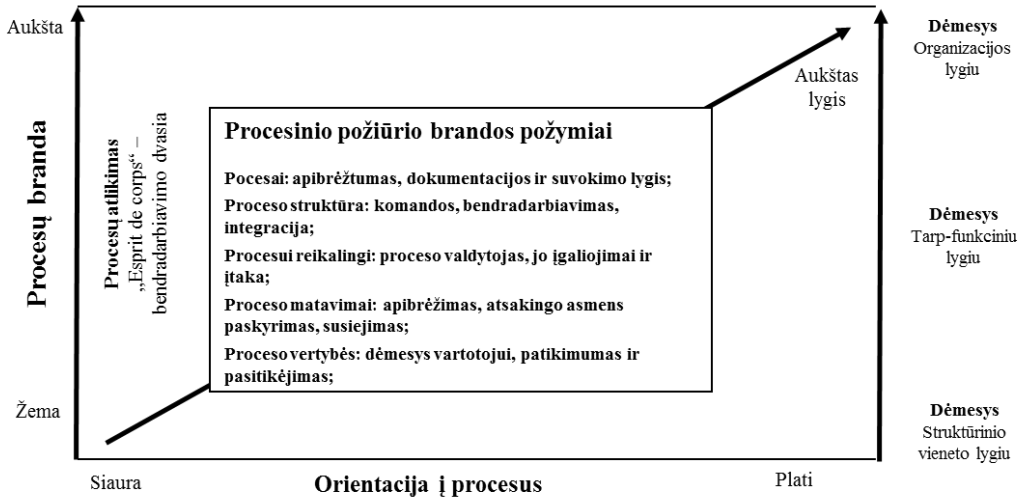 Aukšta
Procesų branda
Žema
Procesų atlikimas
„Esprit de corps“ –
bendradarbiavimo dvasia
Procesinio požiūrio brandos požymiai
Pocesai: apibrėžtumas, dokumentacijos ir suvokimo lygis;
Proceso struktūra: komandos, bendradarbiavimas,
integracija;
Procesui reikalingi: proceso valdytojas, jo įgaliojimai ir
įtaka;
Proceso matavimai: apibrėžimas, atsakingo asmens
paskyrimas, susiejimas;
Proceso vertybės: dėmesys vartotojui, patikimumas ir
pasitikėjimas;
Aukštas
lygis
Dėmesys
Organizacijos
lygiu
Dėmesys
Tarp-funkciniu
lygiu
Dėmesys
Struktūrinio
vieneto lygiu
Siaura
Orientacija į procesus
Plati